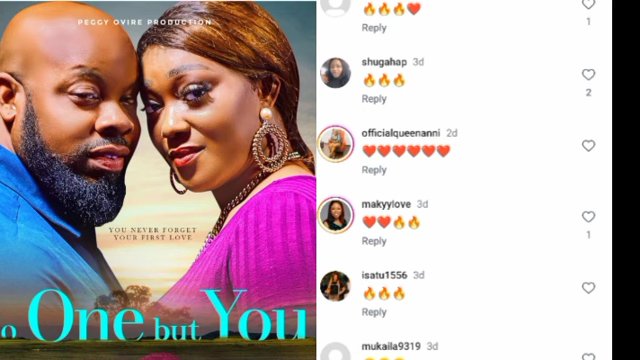 PEGGY OVIRE PRODUCTION
YOU NEVER FORGET
YOUR FIRST LOVE
o One but You
🔥🔥🔥❤️
1
Reply
shugahap 3d
🔥🔥🔥
2
Reply
officialqueenanni 2d
❤️❤️❤️❤️❤️❤️
Reply
makyylove 3d
❤️❤️🔥🔥
1
Reply
isatu1556 3d
🔥🔥🔥
Reply
mukaila9319 3d